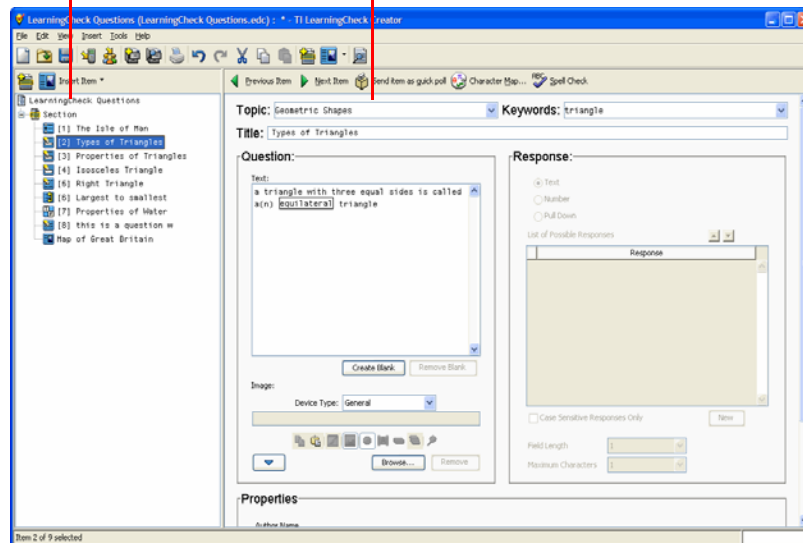 LearningCheck Questions (LearningCheck Questions.edc) : * - TI LearningCheck Creator
File Edit View Insert Tools Help
Insert Item
Previous Item Next Item Send item as quick poll Character Map... Spell Check
LearningCheck Questions
Section
[1] The Isle of Man
[2] Types of Triangles
[3] Properties of Triangles
[4] Isosceles Triangle
[6] Right Triangle
[6] Largest to smallest
[7] Properties of Water
[8] this is a question w
Map of Great Britain
Topic: Geometric Shapes Keywords: triangle
Title: Types of Triangles
Question:
Text:
a triangle with three equal sides is called
a(n) equilateral triangle
Create Blank Remove Blank
Image:
Device Type: General
Browse... Remove
Response:
Text
Number
Pull Down
List of Possible Responses
Response
Case Sensitive Responses Only New
Field Length 1
Maximum Characters 1
Properties
Author Name
Item 2 of 9 selected